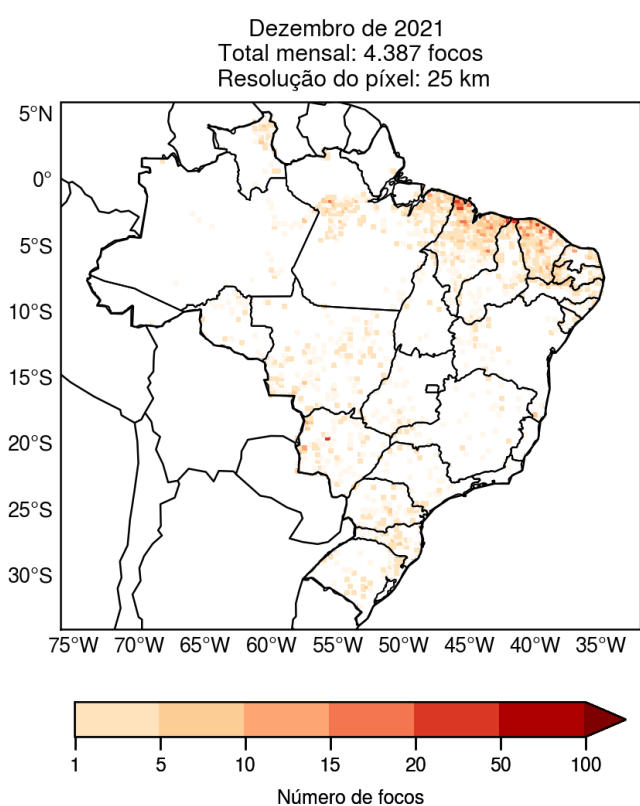 Dezembro de 2021
Total mensal: 4.387 focos
Resolução do píxel: 25 km
5°N
0°
5°S
10°S
15°S
20°S
25°S
30°S
75°W 70°W 65°W 60°W 55°W 50°W 45°W 40°W 35°W
1 5 10 15 20 50 100
Número de focos